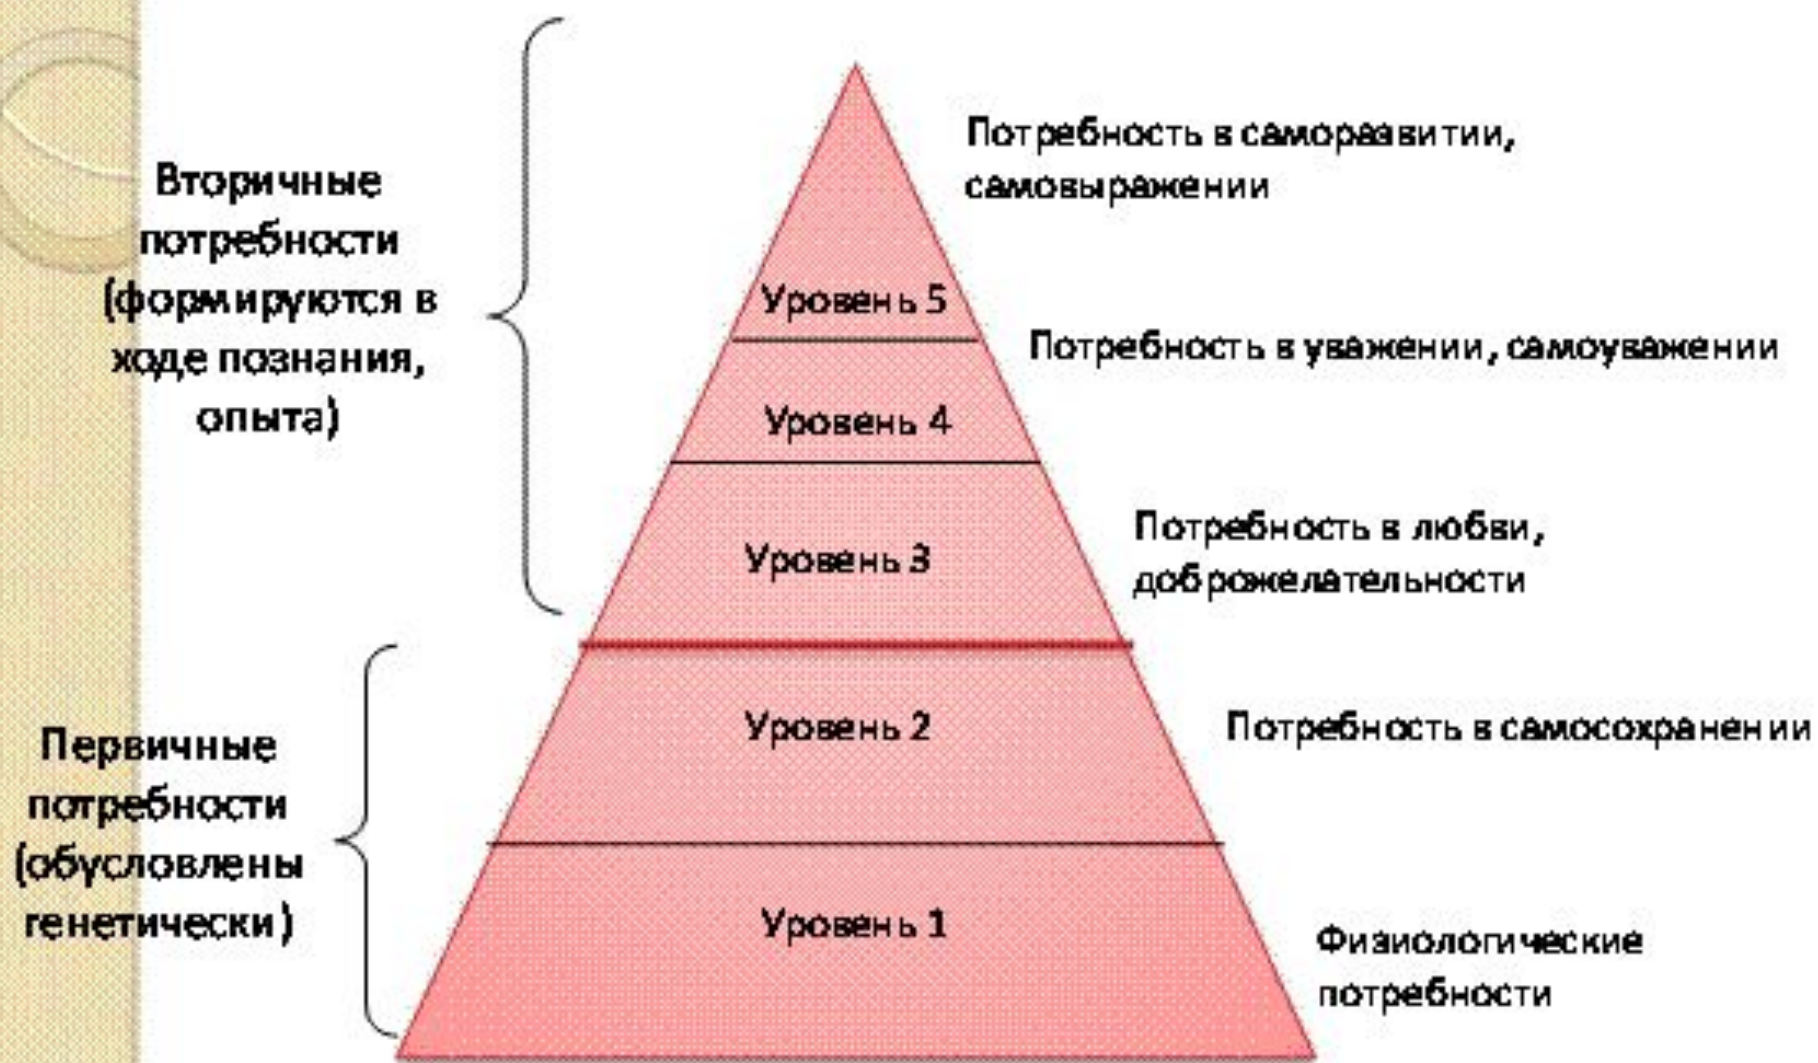 Вторичные
потребности
(формируются в
ходе познания,
опыта)
Первичные
потребности
(обусловлены
генетически)
Уровень 5
Уровень 4
Уровень 3
Уровень 2
Уровень 1
Потребность в саморазвитии,
самовыражении
Потребность в уважении, самоуважении
Потребность в любви,
доброжелательности
Потребность в самосохранении
Физиологические
потребности